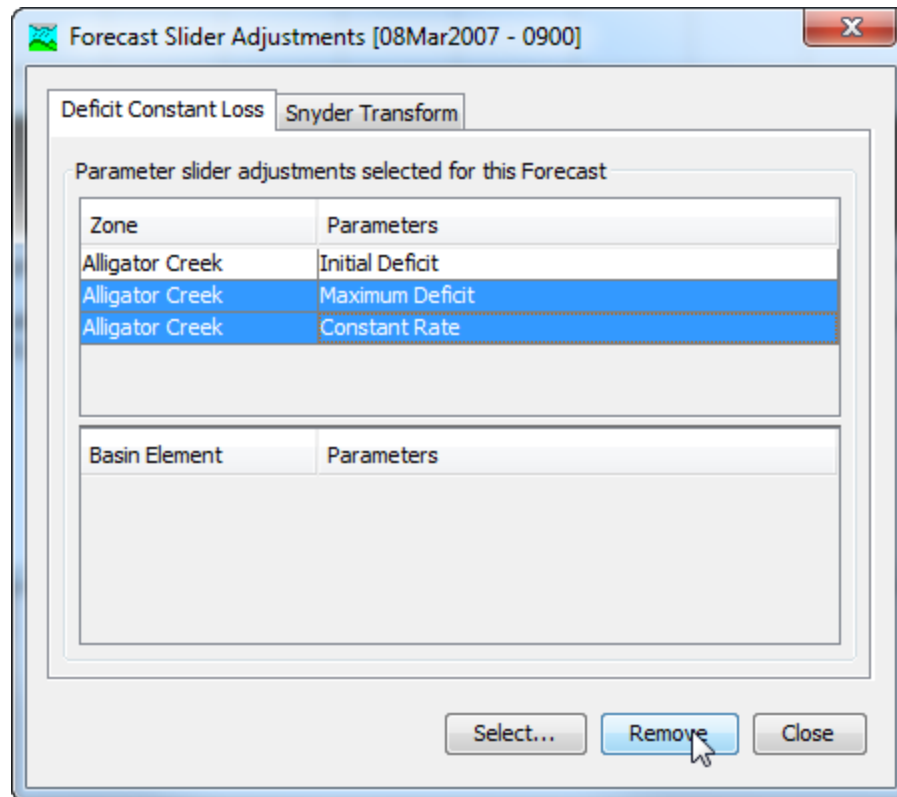 Forecast Slider Adjustments [08Mar2007 - 0900]
Deficit Constant Loss Snyder Transform
Parameter slider adjustments selected for this Forecast
Zone Parameters
Alligator Creek Initial Deficit
Alligator Creek Maximum Deficit
Alligator Creek Constant Rate
Basin Element Parameters
Select... Remove Close